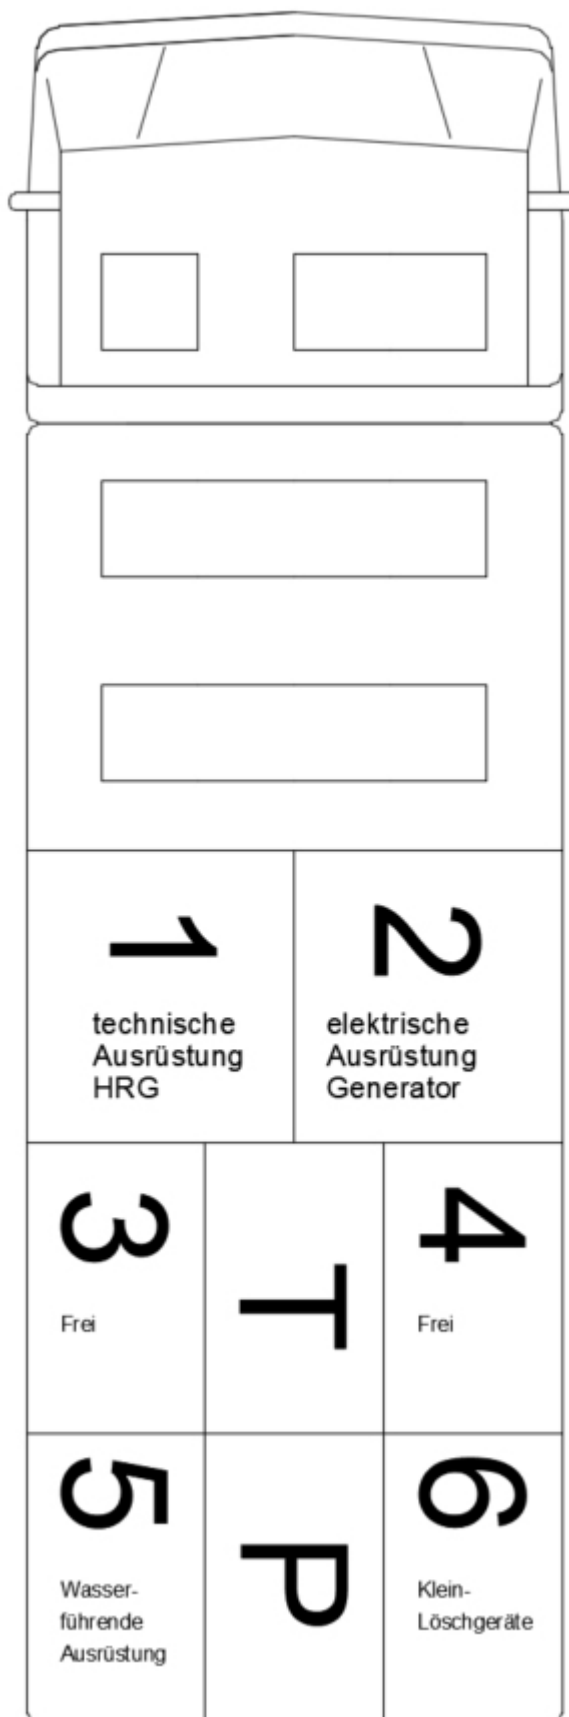 1
technische
Ausrüstung
HRG
2
elektrische
Ausrüstung
Generator
3
Frei
T
4
Frei
5
Wasser-
führende
Ausrüstung
P
6
Klein-
Löschgeräte